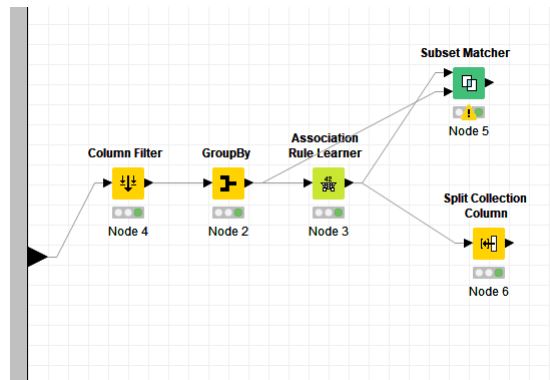 Subset Matcher
Node 5
Column Filter
Node 4
GroupBy
Node 2
Association
Rule Learner
Node 3
Split Collection
Column
Node 6